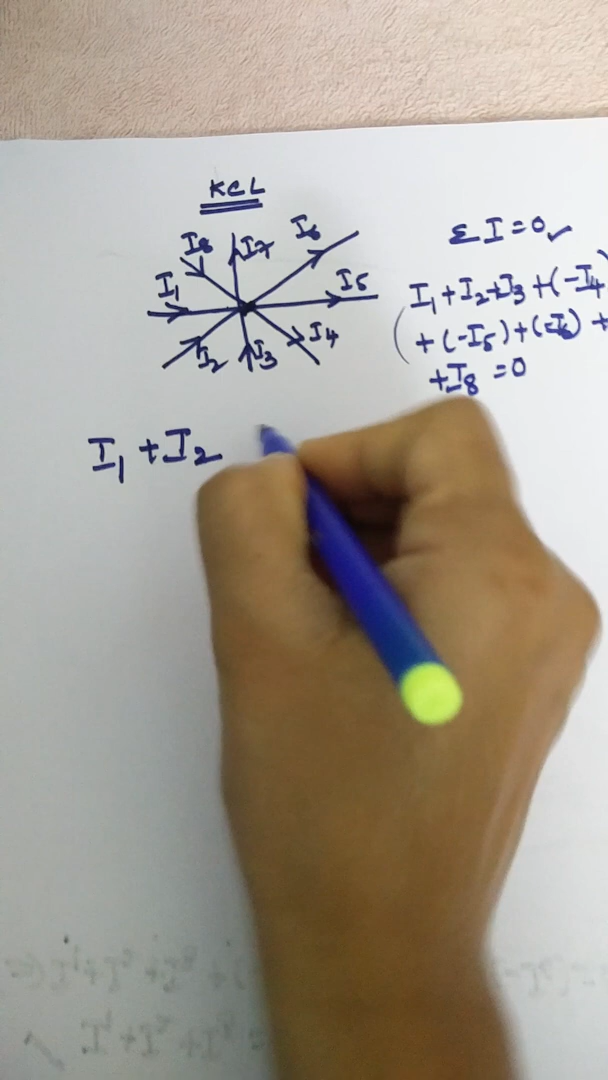 KCL
I8
I7
I6
I1
I5
I2
I3
I4
Σ I = 0 ✓
I1 + I2 + I3 + (-I4)
+ (-I5) + (-I6) +
+ I8 = 0
I1 + I2